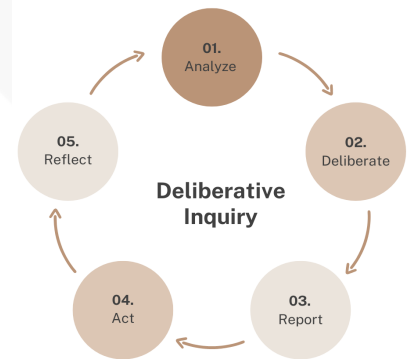 01.
Analyze
02.
Deliberate
03.
Report
04.
Act
05.
Reflect
Deliberative
Inquiry